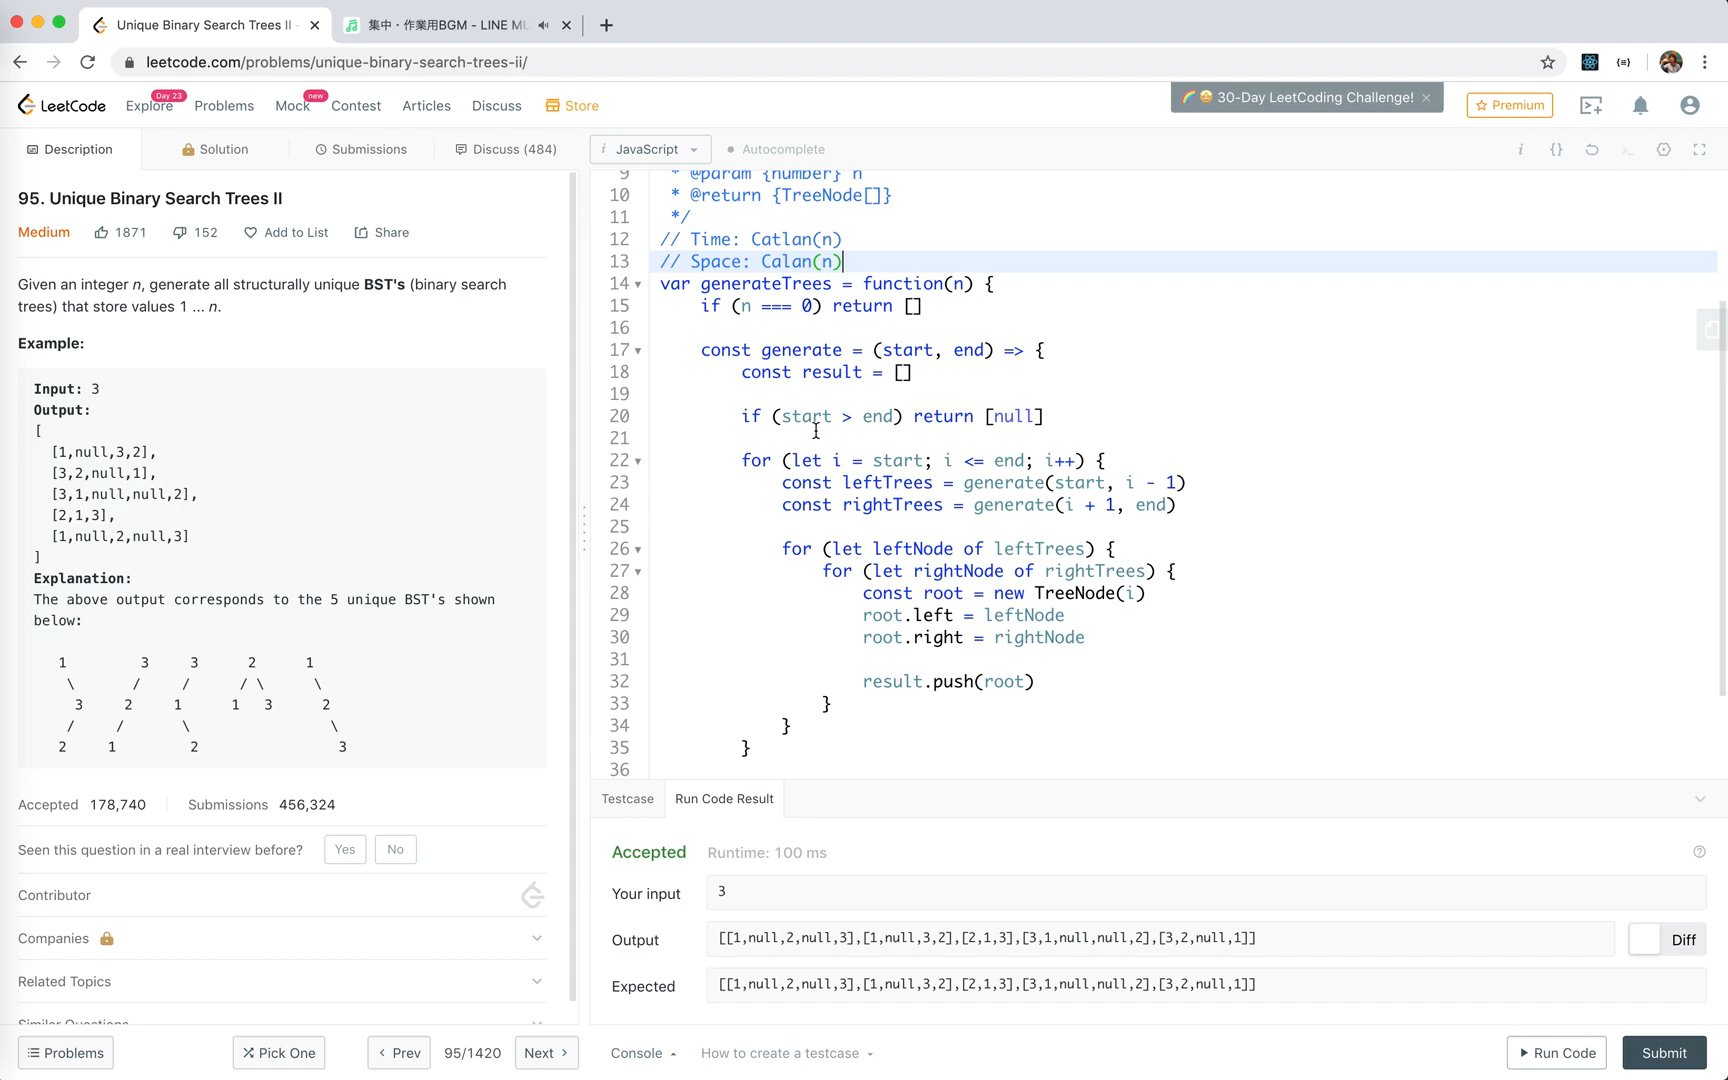 Unique Binary Search Trees II -
集中・作業用BGM - LINE MU
leetcode.com/problems/unique-binary-search-trees-ii/
LeetCode
Explore
Day 23
Problems
Mock
new
Contest
Articles
Discuss
Store
30-Day LeetCoding Challenge!
Premium
Description
Solution
Submissions
Discuss (484)
i JavaScript
Autocomplete
95. Unique Binary Search Trees II
Medium 1871 152 Add to List Share
Given an integer n, generate all structurally unique BST's (binary search
trees) that store values 1 ... n.
Example:
Input: 3
Output:
[
[1,null,3,2],
[3,2,null,1],
[3,1,null,null,2],
[2,1,3],
[1,null,2,null,3]
]
Explanation:
The above output corresponds to the 5 unique BST's shown
below:
1 3 3 2 1
\ / / / \ \
3 2 1 1 3 2
/ / \ \
2 1 2 3
Accepted 178,740 Submissions 456,324
Seen this question in a real interview before? Yes No
Contributor
Companies
Related Topics
Similar Questions
Problems
Pick One
Prev
95/1420
Next
9 * @param {number} n
10 * @return {TreeNode[]}
11 */
12 // Time: Catlan(n)
13 // Space: Calan(n)
14 var generateTrees = function(n) {
15 if (n === 0) return []
16
17 const generate = (start, end) => {
18 const result = []
19
20 if (start > end) return [null]
21
22 for (let i = start; i <= end; i++) {
23 const leftTrees = generate(start, i - 1)
24 const rightTrees = generate(i + 1, end)
25
26 for (let leftNode of leftTrees) {
27 for (let rightNode of rightTrees) {
28 const root = new TreeNode(i)
29 root.left = leftNode
30 root.right = rightNode
31
32 result.push(root)
33 }
34 }
35 }
36
Testcase
Run Code Result
Accepted Runtime: 100 ms
Your input 3
Output [[1,null,2,null,3],[1,null,3,2],[2,1,3],[3,1,null,null,2],[3,2,null,1]]
Diff
Expected [[1,null,2,null,3],[1,null,3,2],[2,1,3],[3,1,null,null,2],[3,2,null,1]]
Console
How to create a testcase
Run Code
Submit